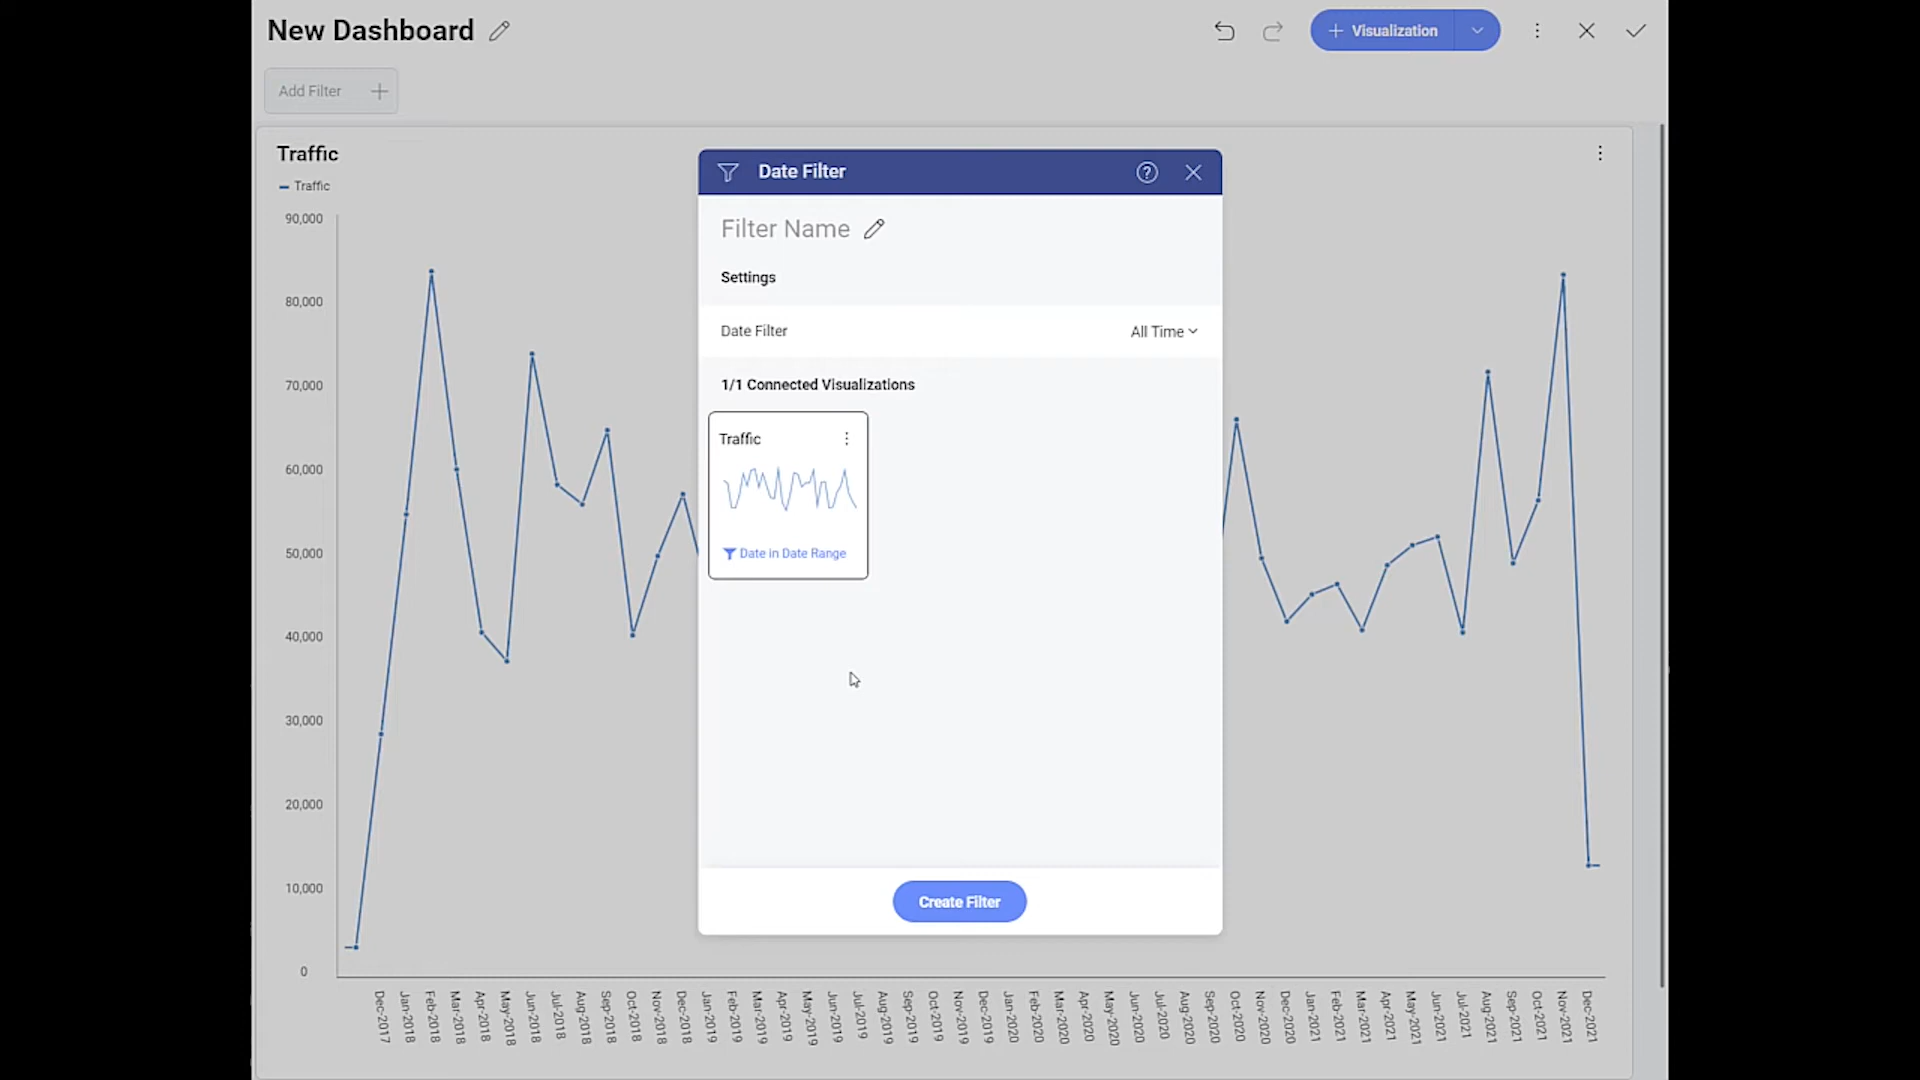 New Dashboard
Visualization
Add Filter
Traffic
Traffic
90,000
80,000
70,000
60,000
50,000
40,000
30,000
20,000
10,000
0
Dec-2017
Jan-2018
Feb-2018
Mar-2018
Apr-2018
May-2018
Jun-2018
Jul-2018
Aug-2018
Sep-2018
Oct-2018
Nov-2018
Dec-2018
Jan-2019
Feb-2019
Mar-2019
Apr-2019
May-2019
Jun-2019
Jul-2019
Aug-2019
Sep-2019
Oct-2019
Nov-2019
Dec-2019
Jan-2020
Feb-2020
Mar-2020
Apr-2020
May-2020
Jun-2020
Jul-2020
Aug-2020
Sep-2020
Oct-2020
Nov-2020
Dec-2020
Jan-2021
Feb-2021
Mar-2021
Apr-2021
May-2021
Jun-2021
Jul-2021
Aug-2021
Sep-2021
Oct-2021
Nov-2021
Dec-2021
Date Filter
?
Filter Name
Settings
Date Filter All Time
1/1 Connected Visualizations
Traffic
Date in Date Range
Create Filter